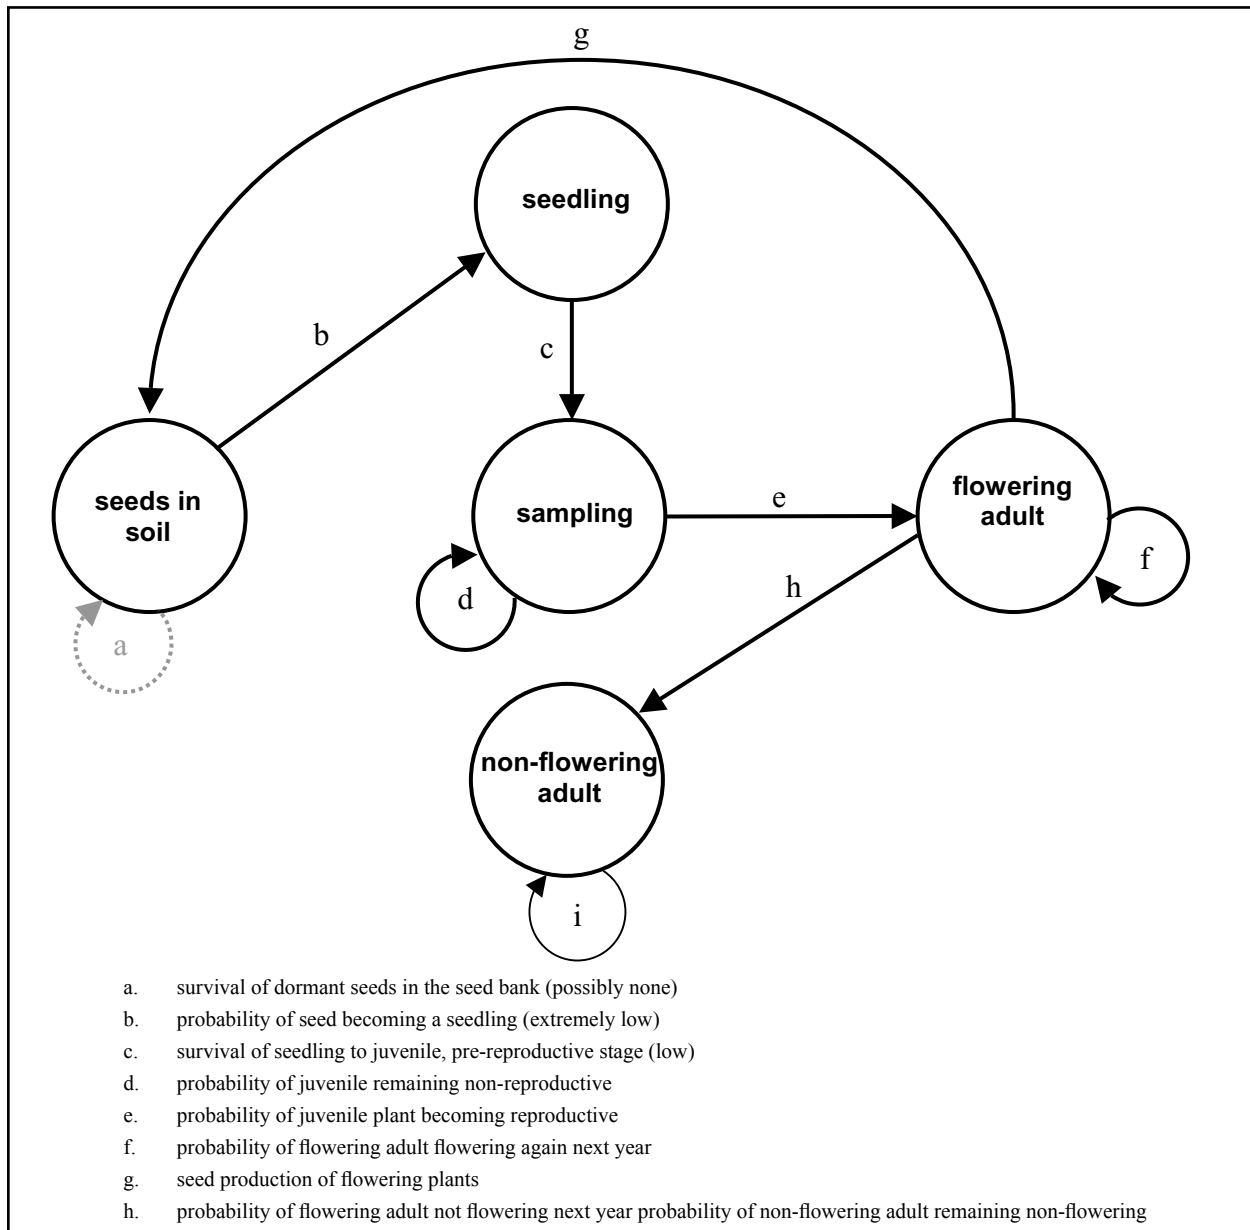 g
seedling
b
c
seeds in
soil
sampling
e
flowering
adult
f
d
h
a
non-flowering
adult
i
a. survival of dormant seeds in the seed bank (possibly none)
b. probability of seed becoming a seedling (extremely low)
c. survival of seedling to juvenile, pre-reproductive stage (low)
d. probability of juvenile remaining non-reproductive
e. probability of juvenile plant becoming reproductive
f. probability of flowering adult flowering again next year
g. seed production of flowering plants
h. probability of flowering adult not flowering next year probability of non-flowering adult remaining non-flowering